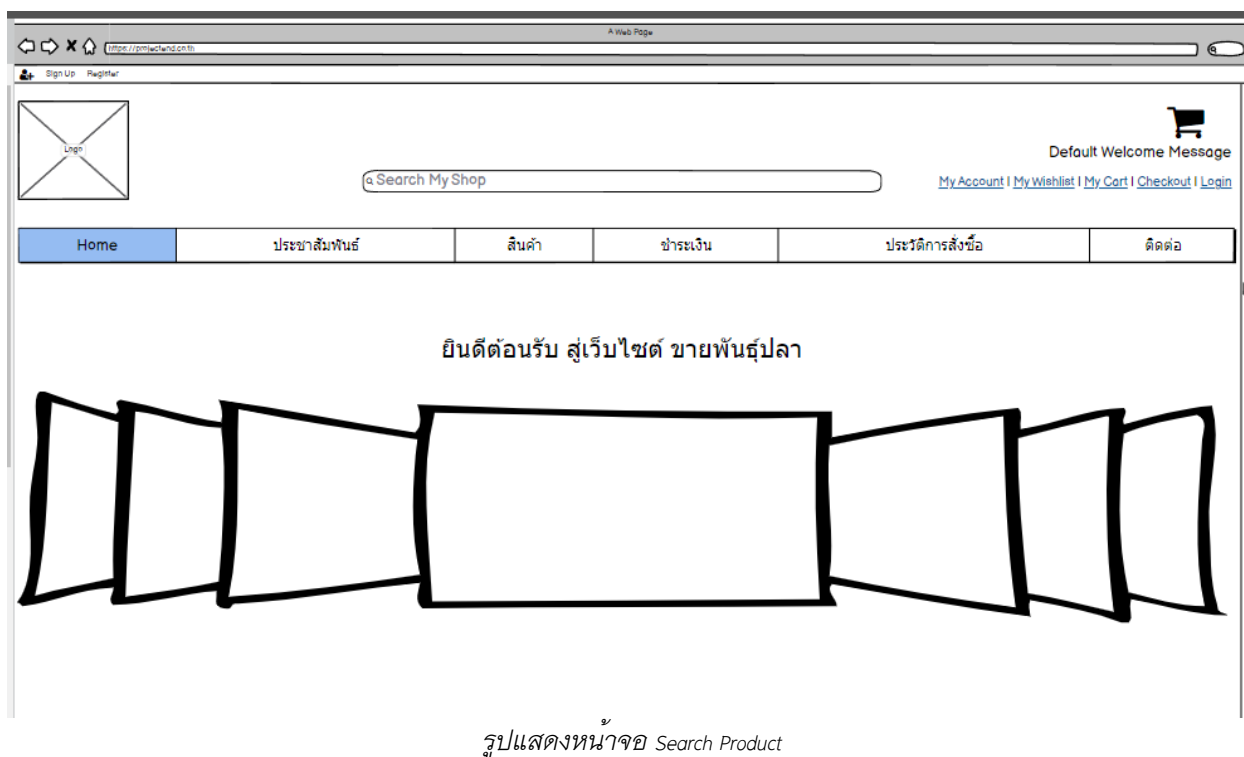 A Web Page
https://projectend.cn.th
Sign Up Register
Logo
Default Welcome Message
Search My Shop
My Account | My Wishlist | My Cart | Checkout | Login
Home ประชาสัมพันธ์ สินค้า ชำระเงิน ประวัติการสั่งซื้อ ติดต่อ
ยินดีต้อนรับ สู่เว็บไซต์ ขายพันธุ์ปลา
รูปแสดงหน้าจอ Search Product